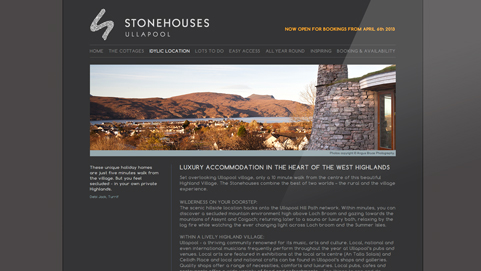 STONEHOUSES
ULLAPOOL
NOW OPEN FOR BOOKINGS FROM APRIL 6th 2013.
HOME THE COTTAGES IDYLIC LOCATION LOTS TO DO EASY ACCESS ALL YEAR ROUND INSPIRING BOOKING & AVAILABILITY
These unique holiday homes
are just five minutes walk from
the village. But you feel
secluded - in your own private
Highlands.
LUXURY ACCOMMODATION IN THE HEART OF THE WEST HIGHLANDS
Set overlooking Ullapool village, only a 10 minute walk from the centre of this beautiful
Highland Village. The Stonehouses combine the best of two worlds - the rural and the village
experience.
WILDERNESS ON YOUR DOORSTEP:
The scenic hillside location backs onto the Ullapool Hill Path network. Within minutes, you can
discover a secluded mountain environment high above Loch Broom and gazing towards the
mountains of Assynt and Coigach; returning later to a sauna or luxury bath, relaxing by the
log fire while watching the ever changing light across Loch Broom and the Summer Isles.
WITHIN A LIVELY HIGHLAND VILLAGE:
Ullapool - a thriving community renowned for its music, arts and culture. Local, national and
even international musicians frequently perform throughout the year at Ullapool's pubs and
venues. Local arts are featured in exhibitions at the local arts centre (An Talla Solais) and
Ceilidh Place and local and national crafts can be found in Ullapool's shops and galleries.
Quality shops offer a range of necessities, comforts and luxuries. Local pubs, cafes and